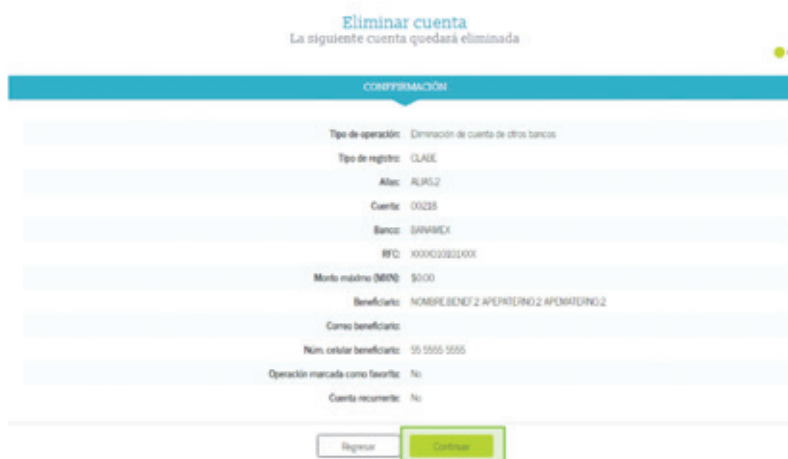 Eliminar cuenta
La siguiente cuenta quedará eliminada
CONFIRMACIÓN
Tipo de operación: Eliminación de cuenta de otros bancos
Tipo de registro: CLABE
Alias: ALIAS.2
Cuenta: 00218
Banco: BANAMEX
RFC: XXXX010101XXX
Monto máximo (MXN): $0.00
Beneficiario: NOMBRE.BENEF.2 APEPATERNO.2 APEMATERNO.2
Correo beneficiario:
Núm. celular beneficiario: 55 5555 5555
Operación marcada como favorita: No
Cuenta recurrente: No
Regresar Continuar